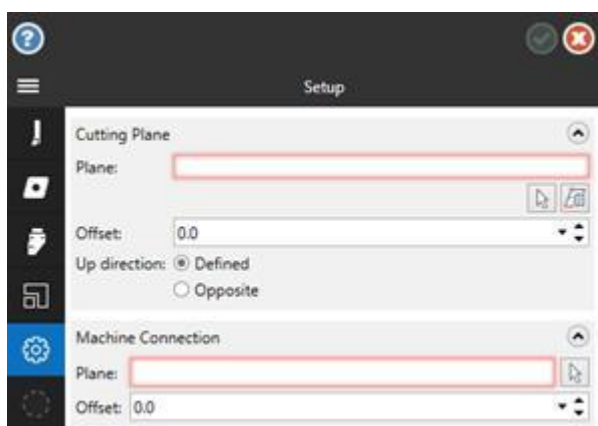 ?
Setup
Cutting Plane
Plane:
Offset: 0.0
Up direction: Defined
Opposite
Machine Connection
Plane:
Offset: 0.0